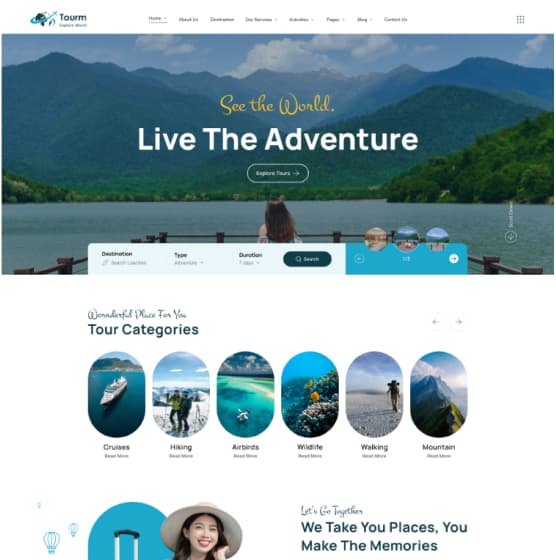 Tourm
Explore World
Home
About Us
Destination
Our Services
Activities
Pages
Blog
Contact Us
See the World.
Live The Adventure
Explore Tours
Scroll Down
Destination
Search Loaction
Type
Adventure
Duration
7 days
Search
1/3
Wonderful Place For You
Tour Categories
Cruises
Hiking
Airbirds
Wildlife
Walking
Mountain
Read More
Read More
Read More
Read More
Read More
Read More
Let's Go Together
We Take You Places, You
Make The Memories